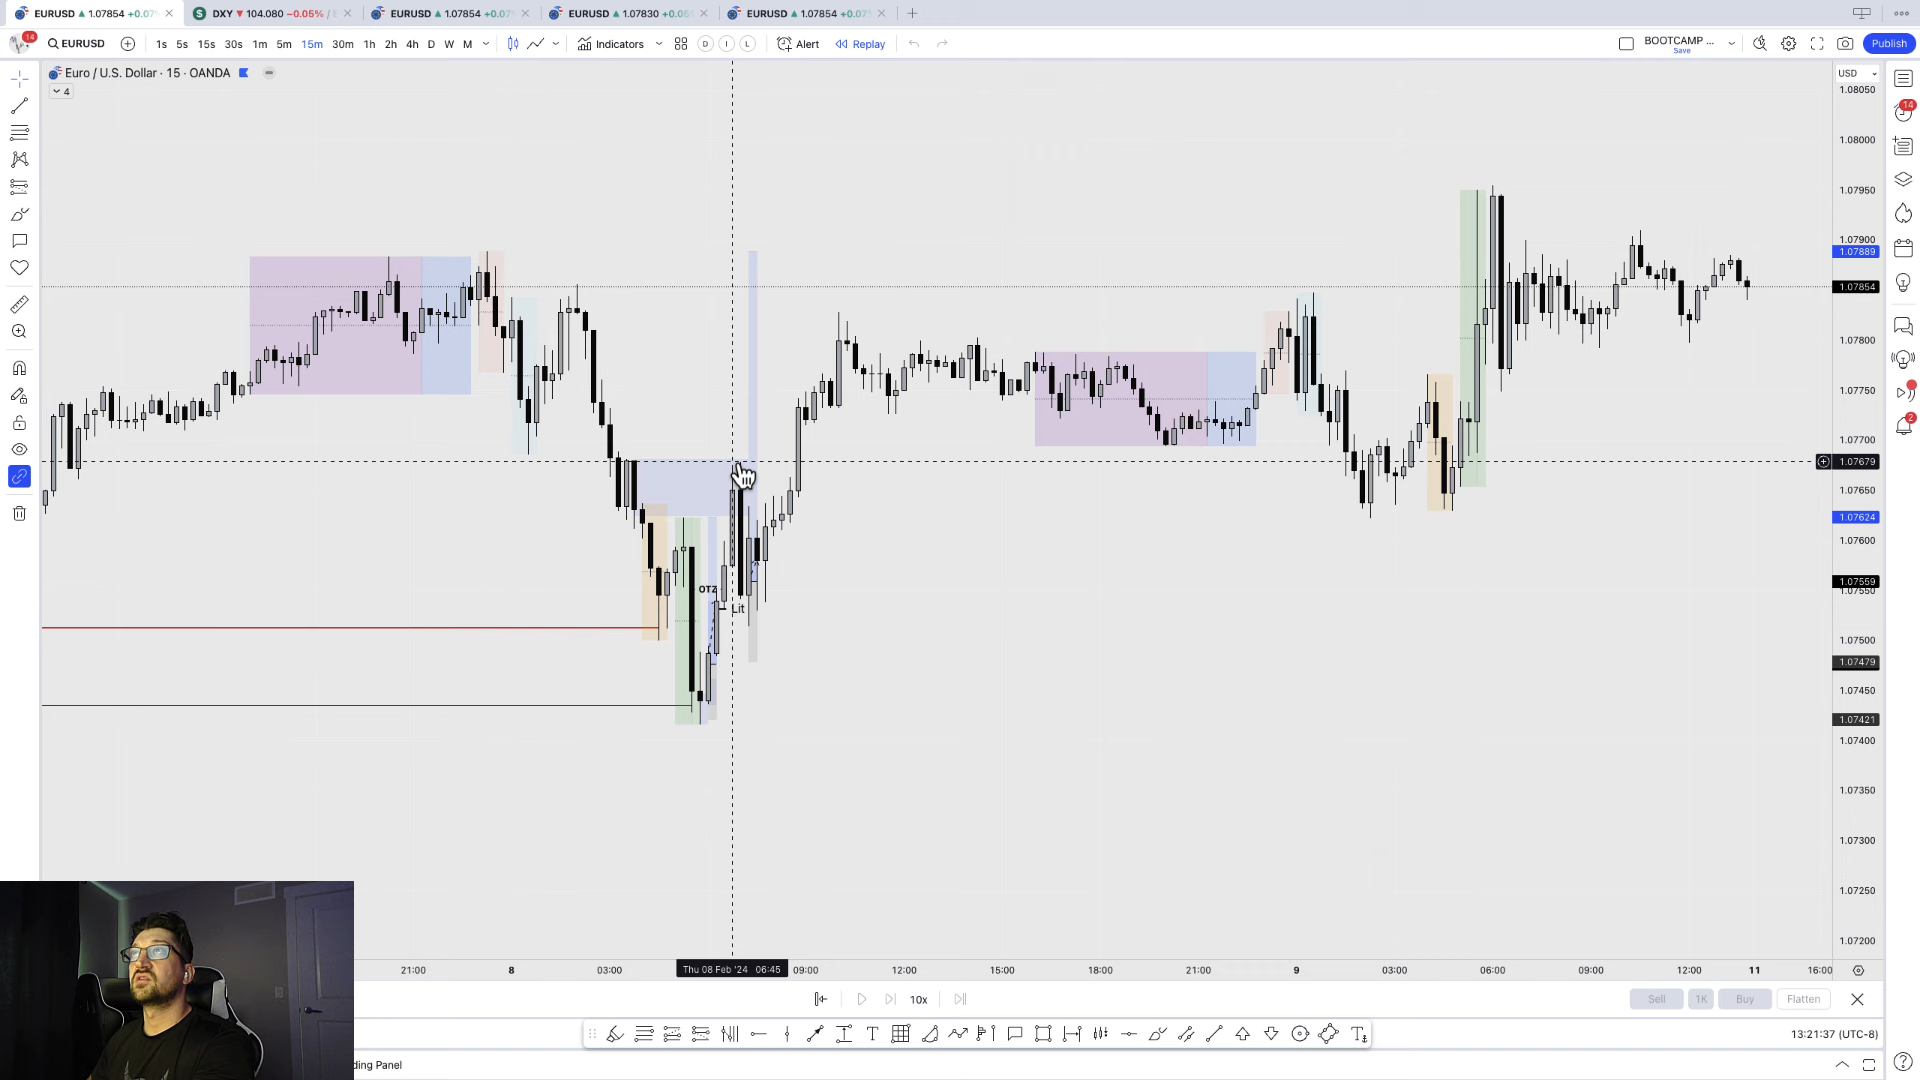 EURUSD 1.07854 +0.07
DXY 104.080 −0.05% /
EURUSD 1.07854 +0.07
EURUSD 1.07830 +0.05
EURUSD 1.07854 +0.07
14
EURUSD
1s 5s 15s 30s 1m 5m 15m 30m 1h 2h 4h D W M
Indicators
D I L
Alert
Replay
BOOTCAMP ...
Save
Publish
Euro / U.S. Dollar · 15 · OANDA
4
USD
1.08050
1.08000
1.07950
1.07900
1.07889
1.07854
1.07800
1.07750
1.07700
1.07679
1.07650
1.07624
1.07600
1.07559
1.07550
1.07500
1.07479
1.07450
1.07421
1.07400
1.07350
1.07300
1.07250
1.07200
14
2
OTZ
Lit
21:00 8 03:00 Thu 08 Feb '24 06:45 09:00 12:00 15:00 18:00 21:00 9 03:00 06:00 09:00 12:00 11 16:00
10x
Sell 1K Buy Flatten
13:21:37 (UTC-8)
ding Panel